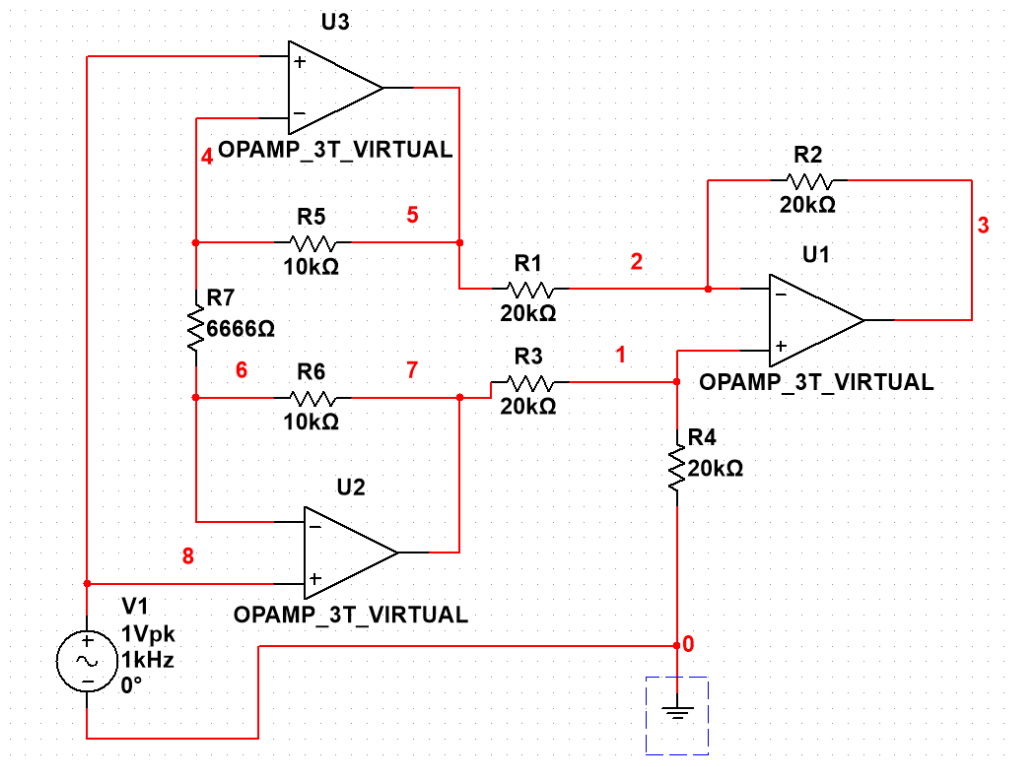 U3
+
−
OPAMP_3T_VIRTUAL
4
R2
20kΩ
R5
10kΩ
5
3
U1
R1
20kΩ
2
−
+
OPAMP_3T_VIRTUAL
R7
6666Ω
6
R6
10kΩ
7
R3
20kΩ
1
R4
20kΩ
U2
−
+
OPAMP_3T_VIRTUAL
8
V1
1Vpk
1kHz
0°
+
−
0